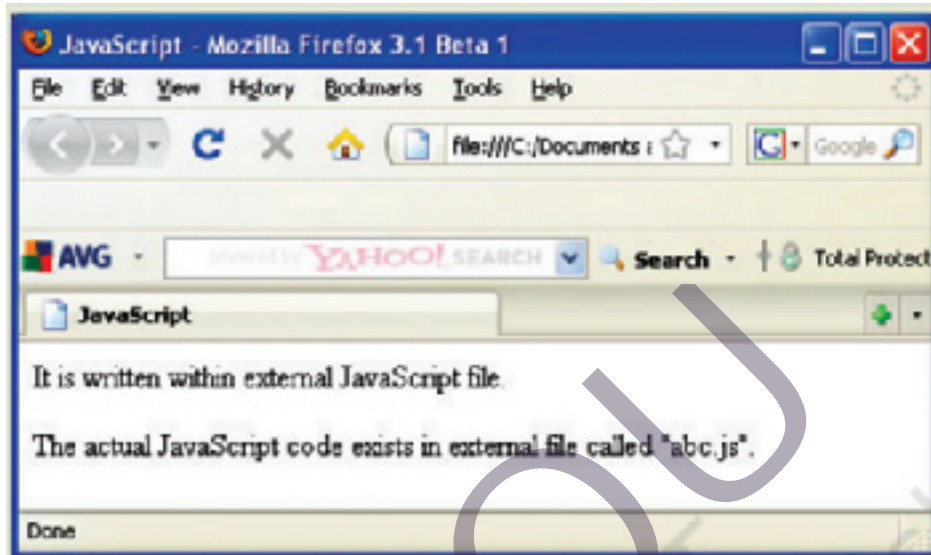 JavaScript - Mozilla Firefox 3.1 Beta 1
File Edit View History Bookmarks Tools Help
file:///C:/Documents a Google
AVG powered by YAHOO! SEARCH Search Total Protect
JavaScript
It is written within external JavaScript file.
The actual JavaScript code exists in external file called "abc.js".
Done